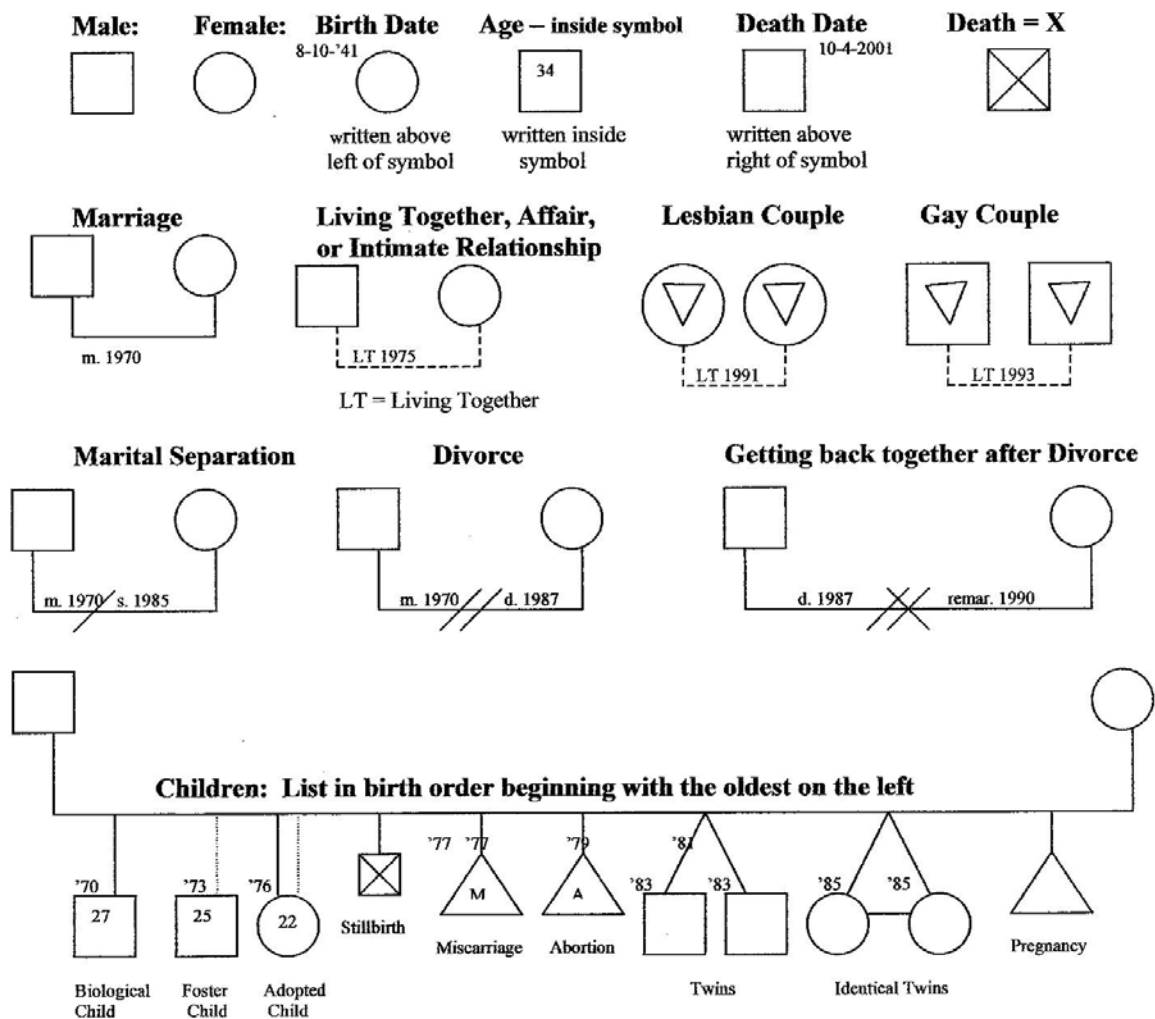 Male: Female: Birth Date Age – inside symbol Death Date Death = X
8-10-'41 10-4-2001
34
written above written inside written above
left of symbol symbol right of symbol
Marriage Living Together, Affair, Lesbian Couple Gay Couple
or Intimate Relationship
m. 1970 LT 1975 LT 1991 LT 1993
LT = Living Together
Marital Separation Divorce Getting back together after Divorce
m. 1970 s. 1985 m. 1970 d. 1987 d. 1987 remar. 1990
Children: List in birth order beginning with the oldest on the left
'77 '77 '79 '81
'70 '73 '76 '83 '83 '85 '85
27 25 22 M A
Stillbirth Miscarriage Abortion Pregnancy
Biological Foster Adopted Twins Identical Twins
Child Child Child